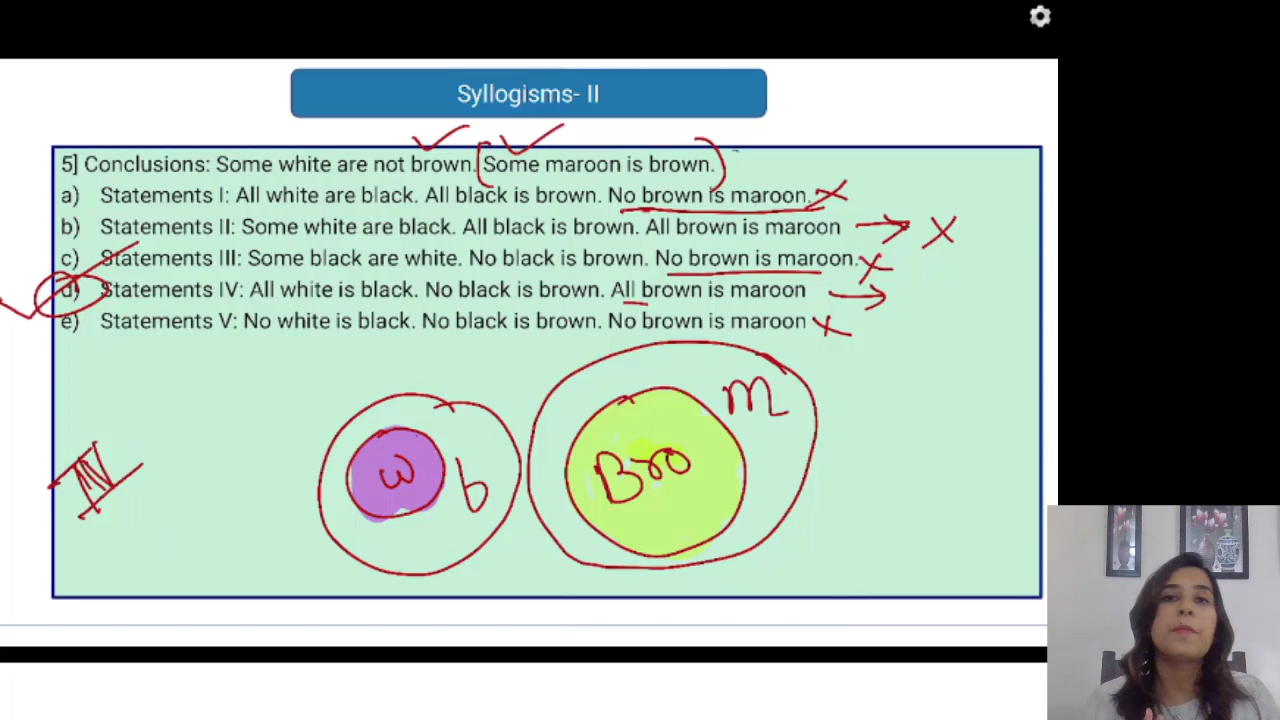 Syllogisms- II
5] Conclusions: Some white are not brown. (Some maroon is brown.)
a) Statements I: All white are black. All black is brown. No brown is maroon.
b) Statements II: Some white are black. All black is brown. All brown is maroon
c) Statements III: Some black are white. No black is brown. No brown is maroon.
d) Statements IV: All white is black. No black is brown. All brown is maroon
e) Statements V: No white is black. No black is brown. No brown is maroon
m
W
b
Bro
IV